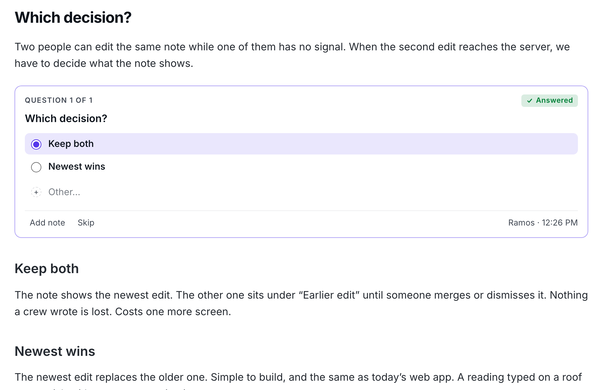 Which decision?
Two people can edit the same note while one of them has no signal. When the second edit reaches the server, we
have to decide what the note shows.
QUESTION 1 OF 1
✓ Answered
Which decision?
Keep both
Newest wins
+ Other...
Add note Skip
Ramos · 12:26 PM
Keep both
The note shows the newest edit. The other one sits under “Earlier edit” until someone merges or dismisses it. Nothing
a crew wrote is lost. Costs one more screen.
Newest wins
The newest edit replaces the older one. Simple to build, and the same as today’s web app. A reading typed on a roof